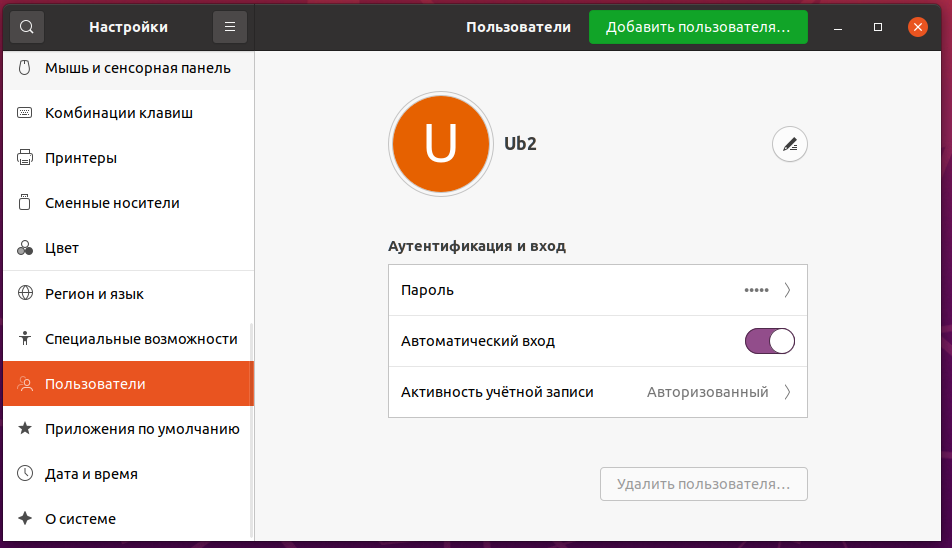 Настройки
Пользователи
Добавить пользователя...
Мышь и сенсорная панель
Комбинации клавиш
Принтеры
Сменные носители
Цвет
Регион и язык
Специальные возможности
Пользователи
Приложения по умолчанию
Дата и время
О системе
U
Ub2
Аутентификация и вход
Пароль •••••
Автоматический вход
Активность учётной записи Авторизованный
Удалить пользователя...